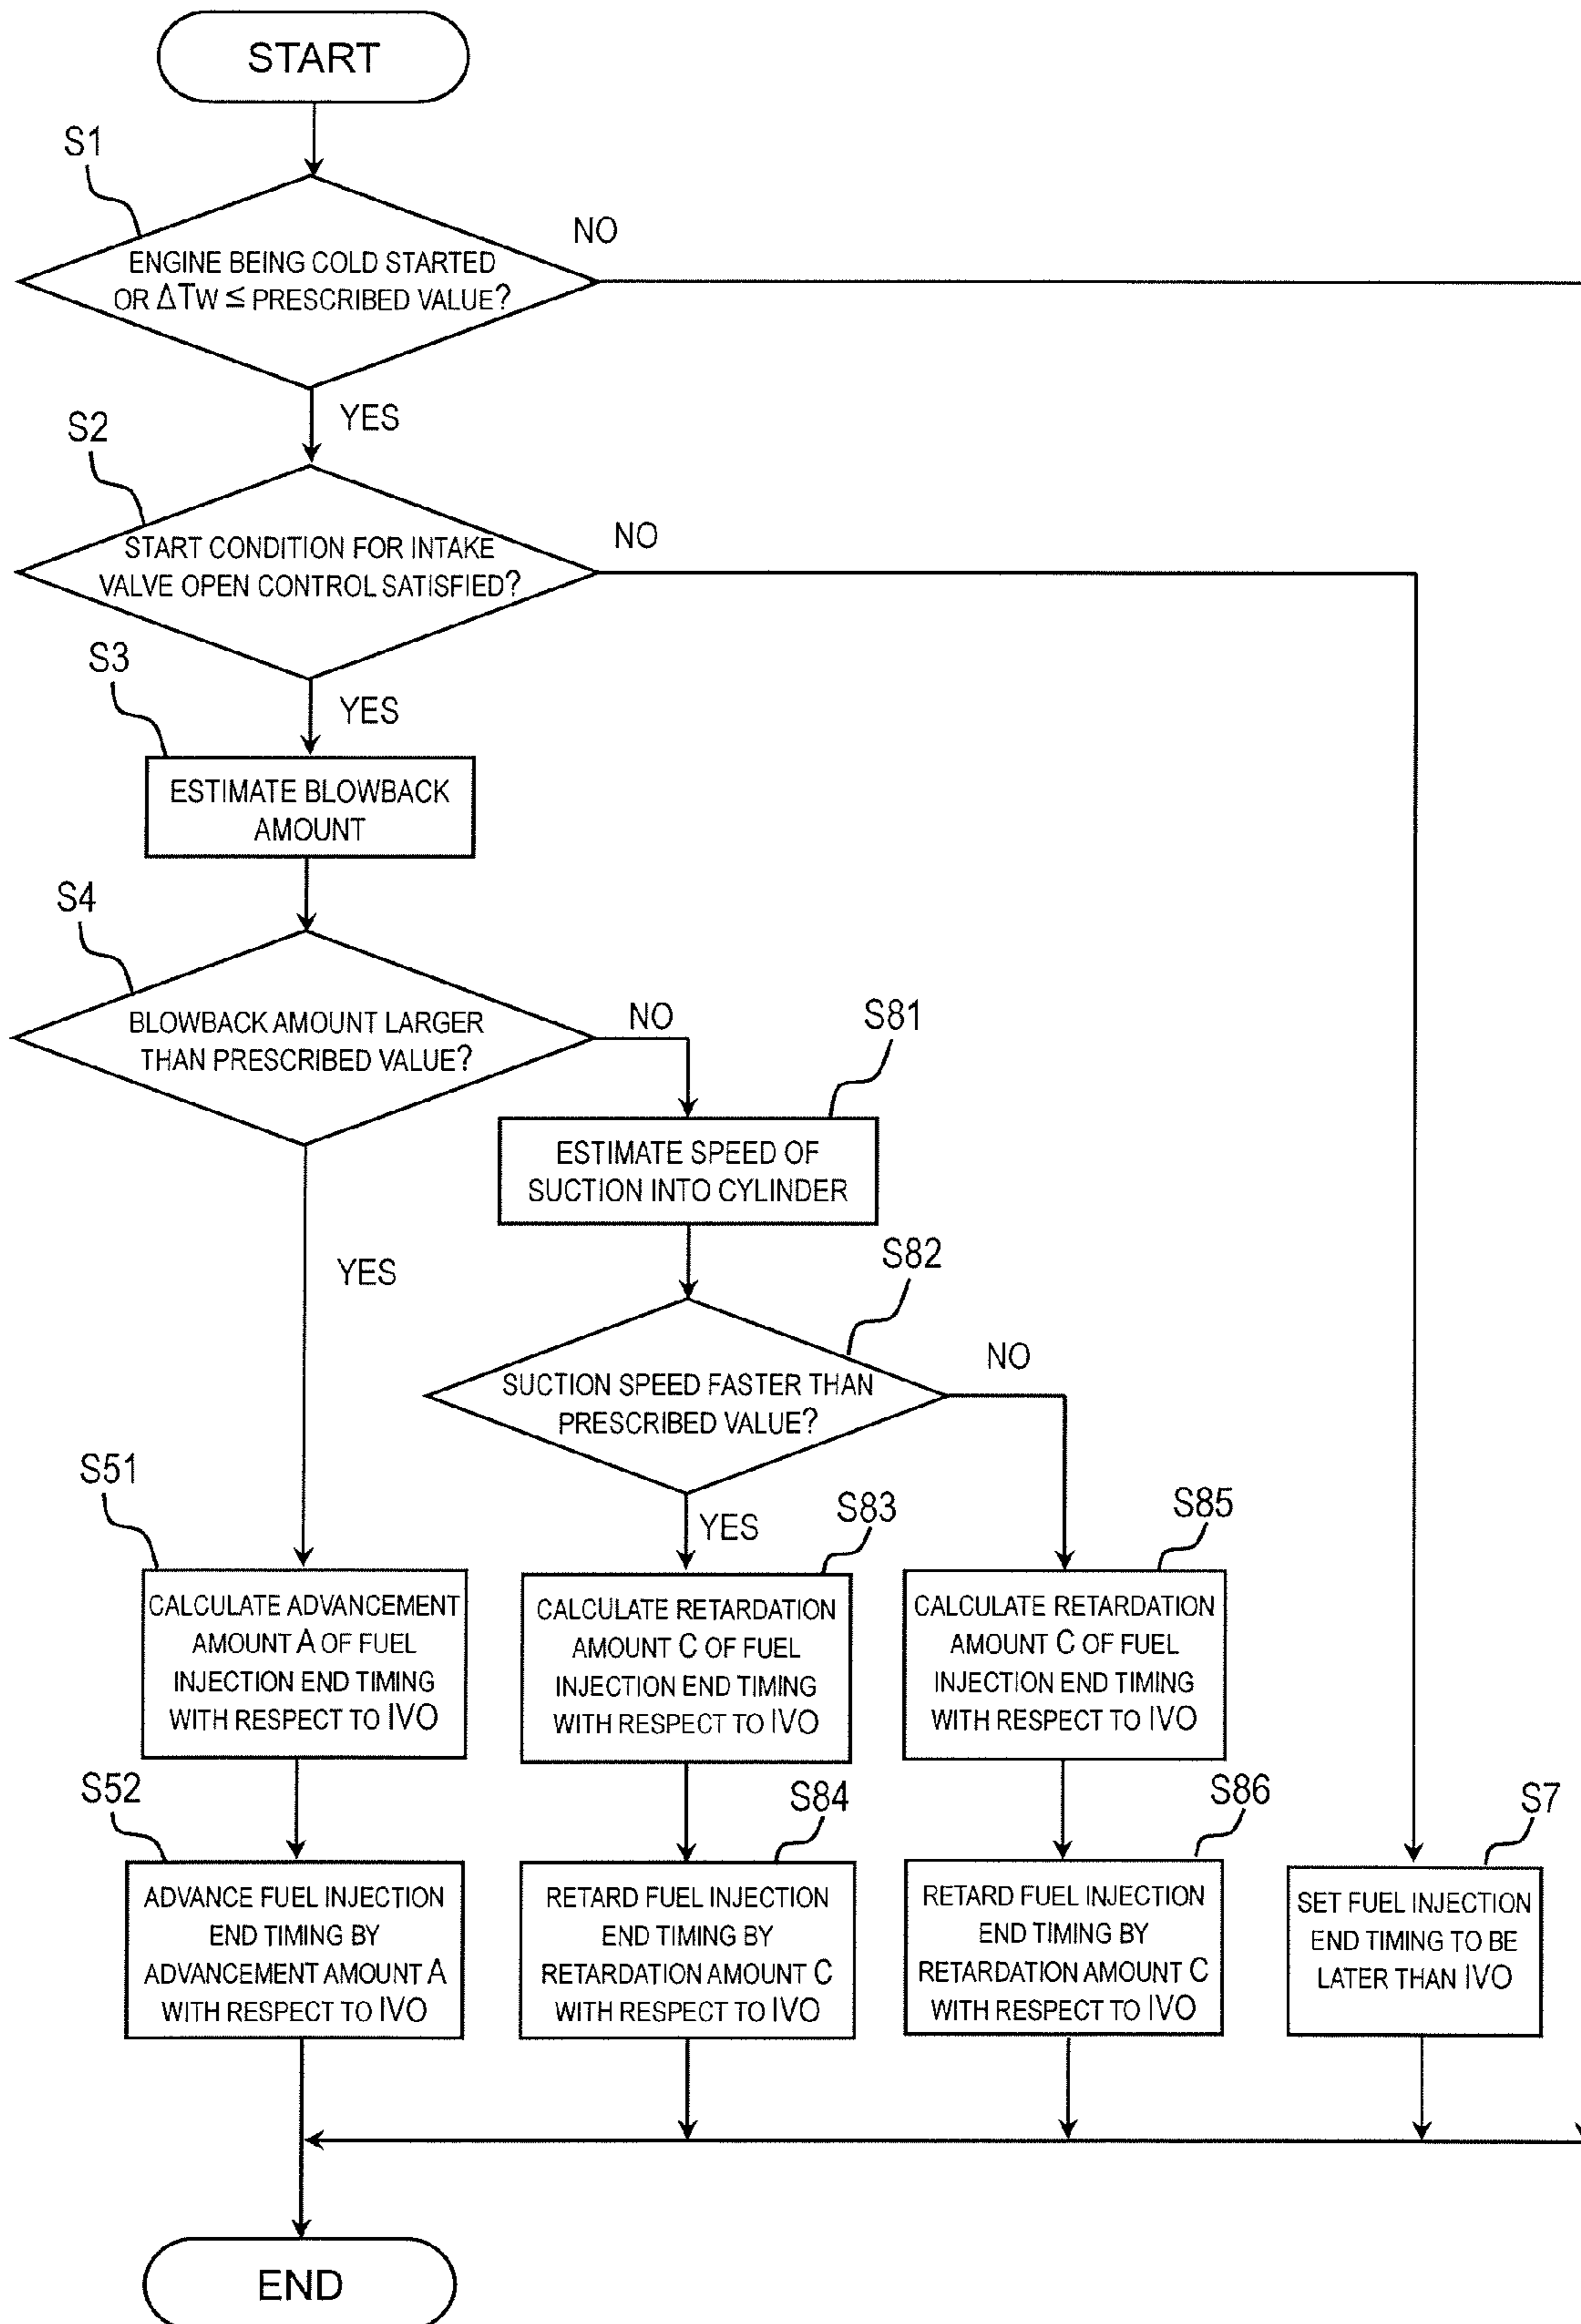 START
S1
NO
ENGINE BEING COLD STARTED
OR ΔTW ≤ PRESCRIBED VALUE?
YES
S2
NO
START CONDITION FOR INTAKE
VALVE OPEN CONTROL SATISFIED?
S3
YES
ESTIMATE BLOWBACK
AMOUNT
S4
NO
BLOWBACK AMOUNT LARGER
THAN PRESCRIBED VALUE?
S81
ESTIMATE SPEED OF
SUCTION INTO CYLINDER
YES
S82
NO
SUCTION SPEED FASTER THAN
PRESCRIBED VALUE?
S51
CALCULATE ADVANCEMENT
AMOUNT A OF FUEL
INJECTION END TIMING
WITH RESPECT TO IVO
YES
S83
CALCULATE RETARDATION
AMOUNT C OF FUEL
INJECTION END TIMING
WITH RESPECT TO IVO
S85
CALCULATE RETARDATION
AMOUNT C OF FUEL
INJECTION END TIMING
WITH RESPECT TO IVO
S52
ADVANCE FUEL INJECTION
END TIMING BY
ADVANCEMENT AMOUNT A
WITH RESPECT TO IVO
S84
RETARD FUEL INJECTION
END TIMING BY
RETARDATION AMOUNT C
WITH RESPECT TO IVO
S86
RETARD FUEL INJECTION
END TIMING BY
RETARDATION AMOUNT C
WITH RESPECT TO IVO
S7
SET FUEL INJECTION
END TIMING TO BE
LATER THAN IVO
END